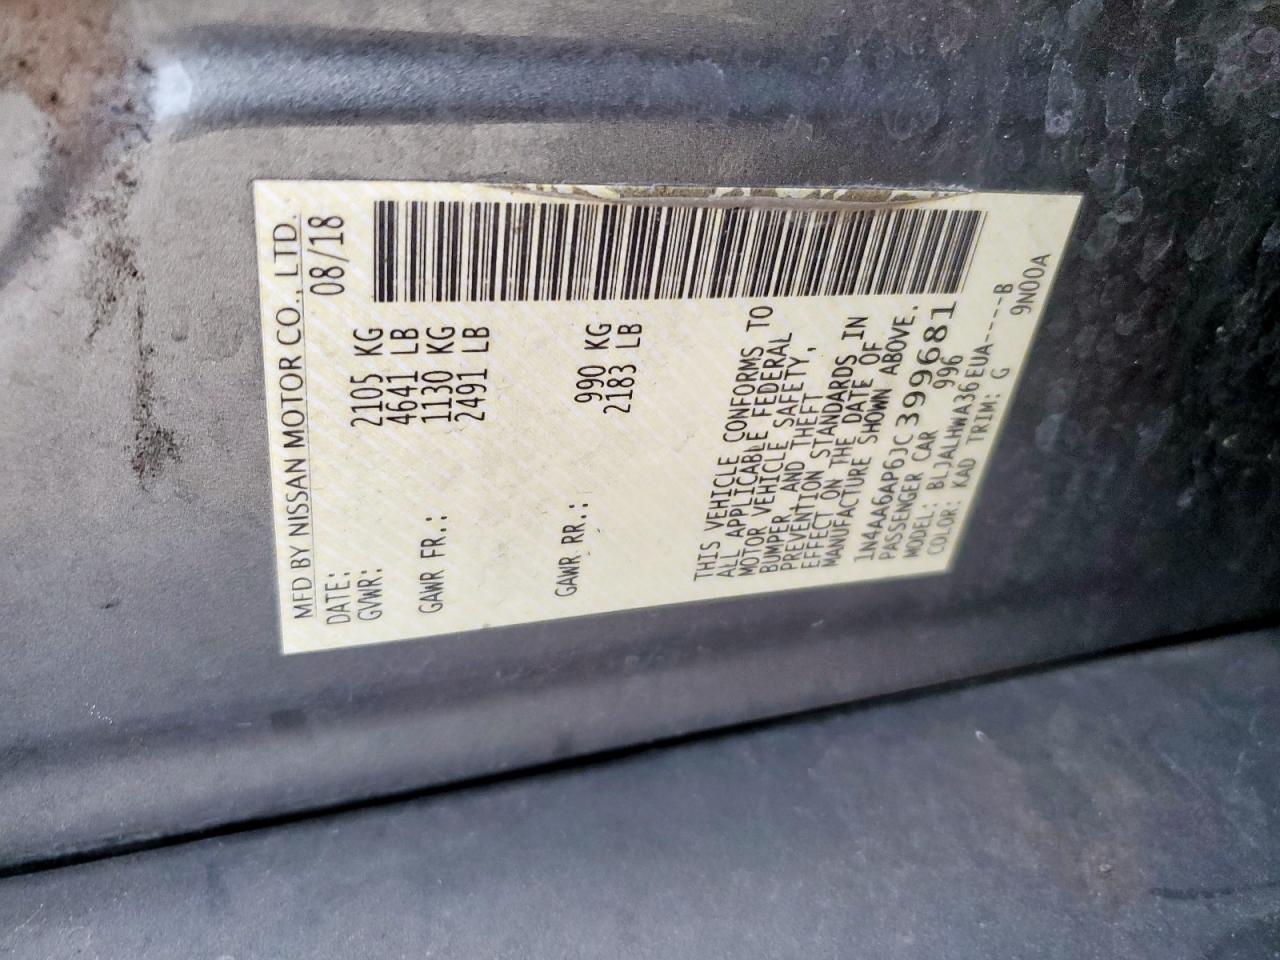 MFD BY NISSAN MOTOR CO., LTD.
DATE: 08/18
GVWR: 2105 KG
4641 LB
GAWR FR.: 1130 KG
2491 LB
GAWR RR.: 990 KG
2183 LB
THIS VEHICLE CONFORMS TO
ALL APPLICABLE FEDERAL
MOTOR VEHICLE SAFETY,
BUMPER, AND THEFT
PREVENTION STANDARDS IN
EFFECT ON THE DATE OF
MANUFACTURE SHOWN ABOVE.
1N4AA6AP6JC399681
PASSENGER CAR 996
MODEL: BLJALHWA36EUA-----B
COLOR: KAD TRIM: G 9N00A